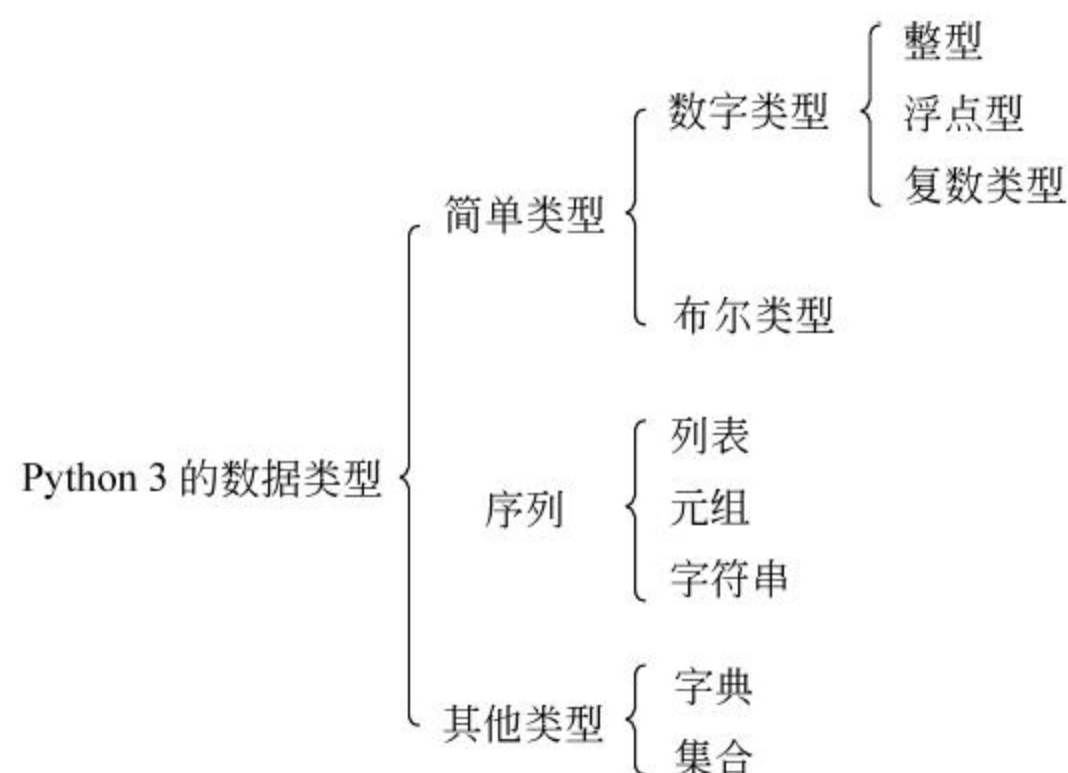 整型
数字类型
浮点型
复数类型
简单类型
布尔类型
列表
Python 3 的数据类型
序列
元组
字符串
字典
其他类型
集合